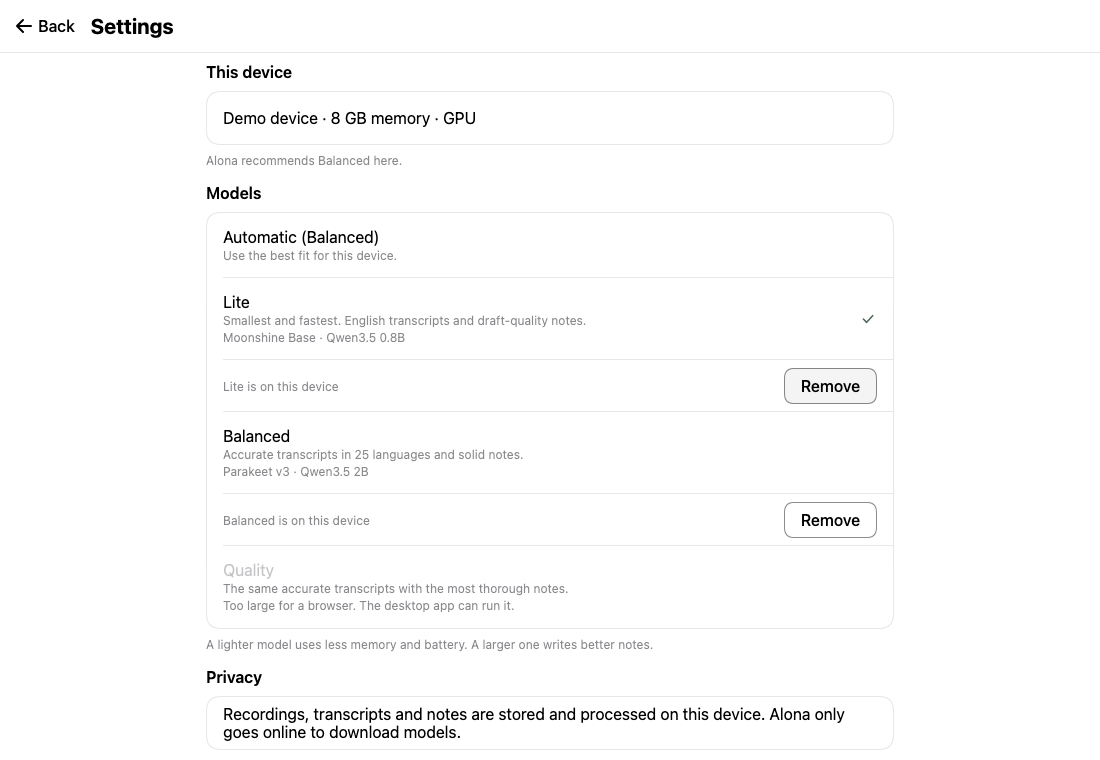 Back Settings
This device
Demo device · 8 GB memory · GPU
Alona recommends Balanced here.
Models
Automatic (Balanced)
Use the best fit for this device.
Lite
Smallest and fastest. English transcripts and draft-quality notes.
Moonshine Base · Qwen3.5 0.8B
Lite is on this device Remove
Balanced
Accurate transcripts in 25 languages and solid notes.
Parakeet v3 · Qwen3.5 2B
Balanced is on this device Remove
Quality
The same accurate transcripts with the most thorough notes.
Too large for a browser. The desktop app can run it.
A lighter model uses less memory and battery. A larger one writes better notes.
Privacy
Recordings, transcripts and notes are stored and processed on this device. Alona only
goes online to download models.